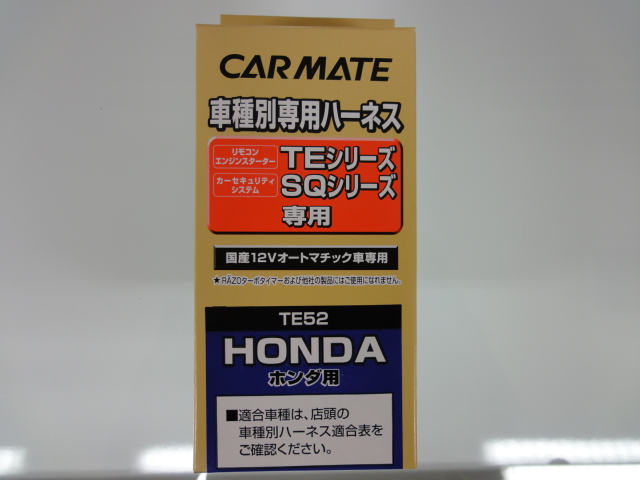 CAR MATE
車種別専用ハーネス
リモコン
エンジンスターター
TEシリーズ
カーセキュリティ
システム
SQシリーズ
専用
国産12Vオートマチック車専用
★RAZOターボタイマーおよび他社の製品にはご使用になれません。
TE52
HONDA
ホンダ用
■適合車種は、店頭の
車種別ハーネス適合表を
ご確認ください。